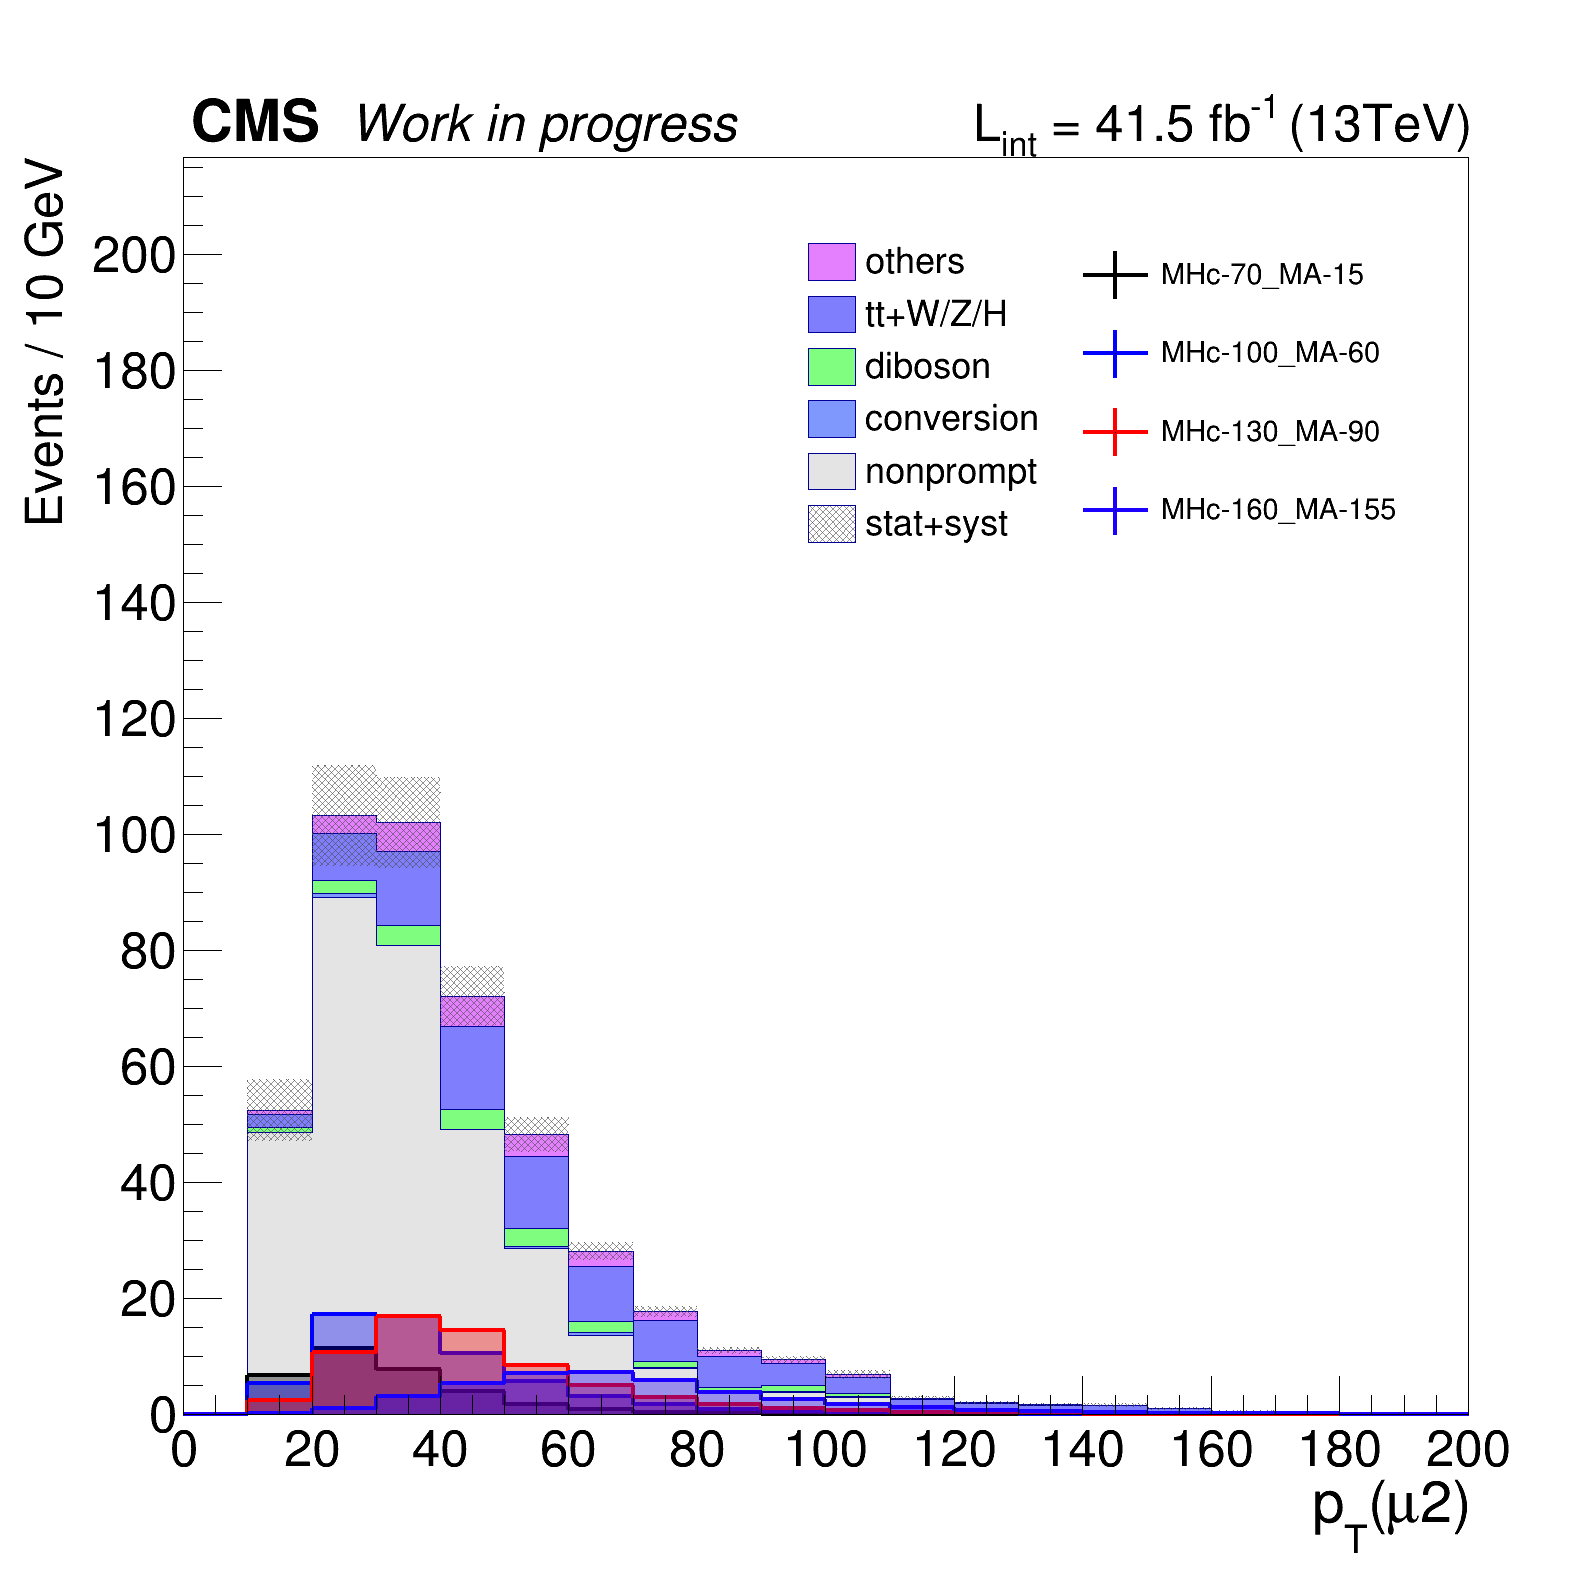 CMS Work in progress
L_int = 41.5 fb^-1 (13TeV)
Events / 10 GeV
200
180
160
140
120
100
80
60
40
20
0
others
tt+W/Z/H
diboson
conversion
nonprompt
stat+syst
MHc-70_MA-15
MHc-100_MA-60
MHc-130_MA-90
MHc-160_MA-155
0 20 40 60 80 100 120 140 160 180 200
p_T(μ2)